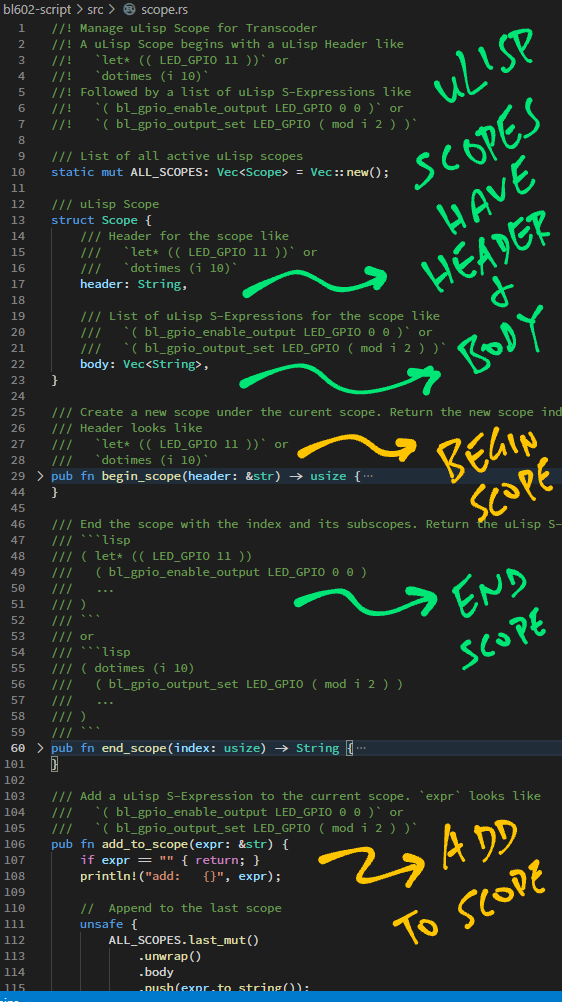 bl602-script > src > scope.rs
1 //! Manage uLisp Scope for Transcoder
2 //! A uLisp Scope begins with a uLisp Header like
3 //!   `let* (( LED_GPIO 11 ))` or
4 //!   `dotimes (i 10)`
5 //! Followed by a list of uLisp S-Expressions like
6 //!   `( bl_gpio_enable_output LED_GPIO 0 0 )` or
7 //!   `( bl_gpio_output_set LED_GPIO ( mod i 2 ) )`
8
9 /// List of all active uLisp scopes
10 static mut ALL_SCOPES: Vec<Scope> = Vec::new();
11
12 /// uLisp Scope
13 struct Scope {
14     /// Header for the scope like
15     ///   `let* (( LED_GPIO 11 ))` or
16     ///   `dotimes (i 10)`
17     header: String,
18
19     /// List of uLisp S-Expressions for the scope like
20     ///   `( bl_gpio_enable_output LED_GPIO 0 0 )` or
21     ///   `( bl_gpio_output_set LED_GPIO ( mod i 2 ) )`
22     body: Vec<String>,
23 }
24
uLISP
SCOPES
HAVE
HEADER
&
BODY
25 /// Create a new scope under the curent scope. Return the new scope ind
26 /// Header looks like
27 ///   `let* (( LED_GPIO 11 ))` or
28 ///   `dotimes (i 10)`
29 > pub fn begin_scope(header: &str) → usize {…
44 }
45
BEGIN
SCOPE
46 /// End the scope with the index and its subscopes. Return the uLisp S-
47 /// ```lisp
48 /// ( let* (( LED_GPIO 11 ))
49 ///   ( bl_gpio_enable_output LED_GPIO 0 0 )
50 ///   ...
51 /// )
52 /// ```
53 /// or
54 /// ```lisp
55 /// ( dotimes (i 10)
56 ///   ( bl_gpio_output_set LED_GPIO ( mod i 2 ) )
57 ///   ...
58 /// )
59 /// ```
60 > pub fn end_scope(index: usize) → String {…
101 }
102
END
SCOPE
103 /// Add a uLisp S-Expression to the current scope. `expr` looks like
104 ///   `( bl_gpio_enable_output LED_GPIO 0 0 )` or
105 ///   `( bl_gpio_output_set LED_GPIO ( mod i 2 ) )`
106 pub fn add_to_scope(expr: &str) {
107     if expr == "" { return; }
108     println!("add:   {}", expr);
109
110     //  Append to the last scope
111     unsafe {
112         ALL_SCOPES.last_mut()
113             .unwrap()
114             .body
115             .push(expr.to_string());
ADD
TO SCOPE